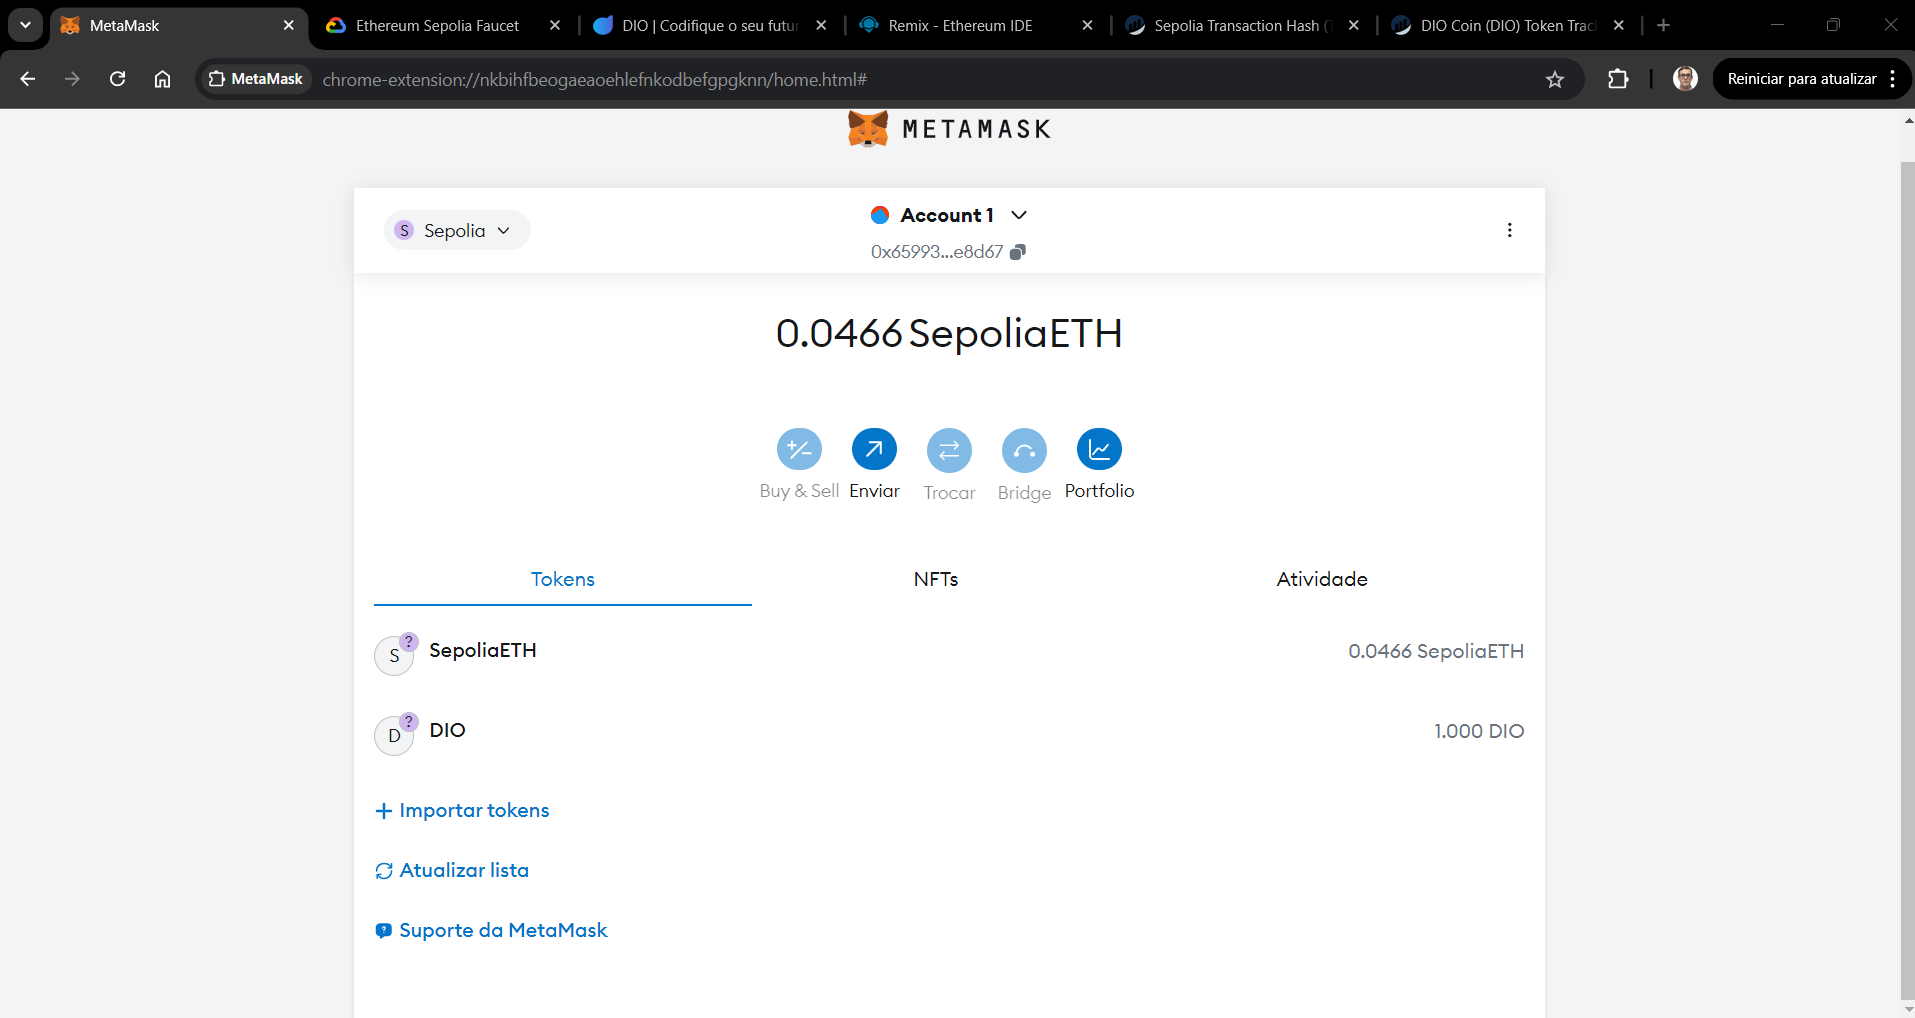 MetaMask
Ethereum Sepolia Faucet
DIO | Codifique o seu futur
Remix - Ethereum IDE
Sepolia Transaction Hash (T
DIO Coin (DIO) Token Trac
MetaMask
chrome-extension://nkbihfbeogaeaoehlefnkodbefgpgknn/home.html#
Reiniciar para atualizar
METAMASK
S Sepolia
Account 1
0x65993...e8d67
0.0466 SepoliaETH
Buy & Sell
Enviar
Trocar
Bridge
Portfolio
Tokens
NFTs
Atividade
S ? SepoliaETH
0.0466 SepoliaETH
D ? DIO
1.000 DIO
+ Importar tokens
Atualizar lista
? Suporte da MetaMask